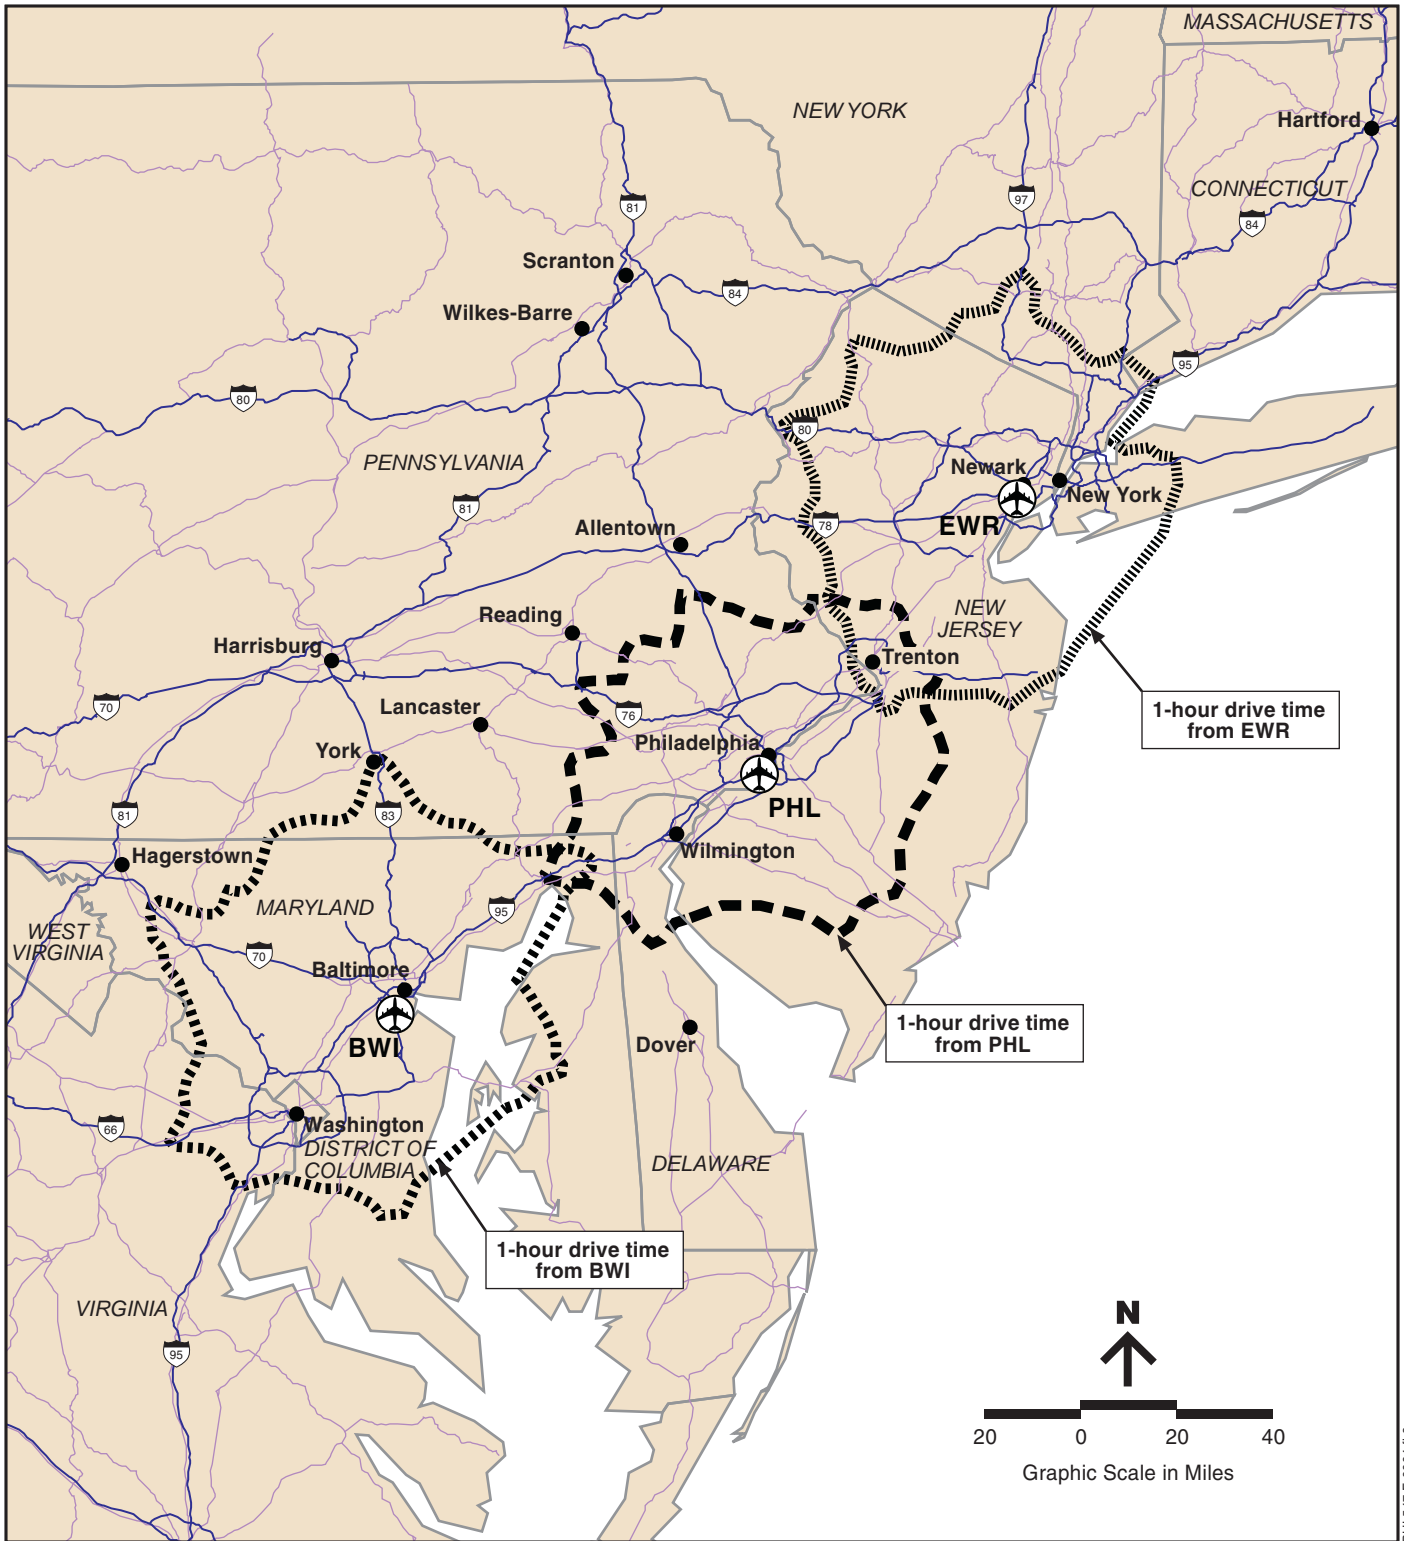 MASSACHUSETTS
NEW YORK
Hartford
CONNECTICUT
97
81
84
Scranton
84
Wilkes-Barre
95
80
80
PENNSYLVANIA
Newark
New York
81
EWR
78
Allentown
NEW
JERSEY
Reading
Harrisburg
Trenton
70
Lancaster
76
1-hour drive time
from EWR
York
Philadelphia
81
83
PHL
Hagerstown
Wilmington
MARYLAND
95
WEST
VIRGINIA
70
Baltimore
1-hour drive time
from PHL
BWI
Dover
66
Washington
DISTRICT OF
COLUMBIA
DELAWARE
1-hour drive time
from BWI
VIRGINIA
95
N
20 0 20 40
Graphic Scale in Miles